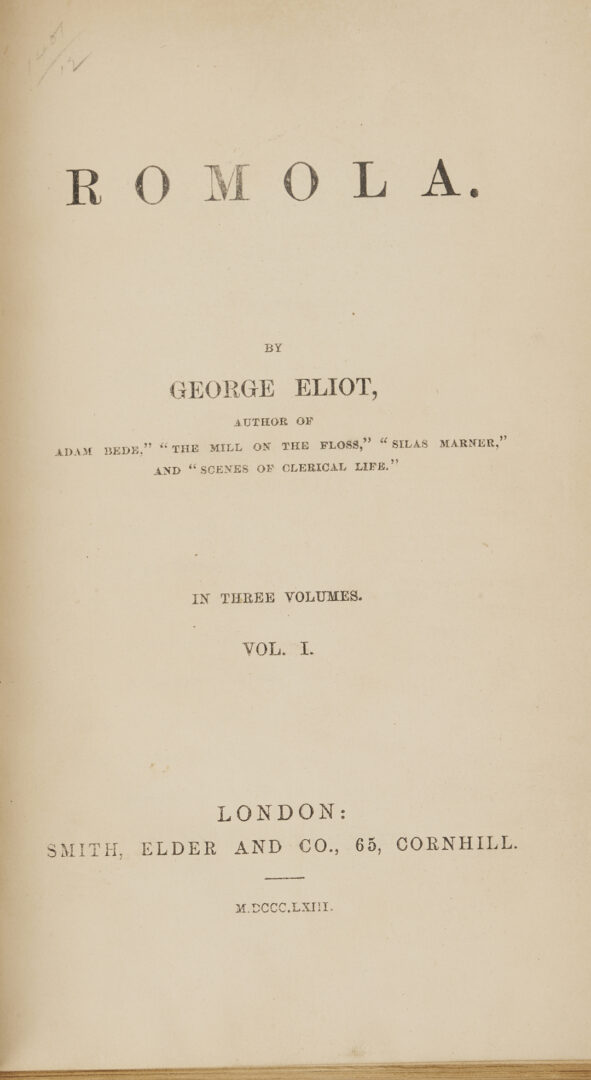 ROMOLA.
BY
GEORGE ELIOT,
AUTHOR OF
ADAM BEDE,” “THE MILL ON THE FLOSS,” “SILAS MARNER,”
AND “SCENES OF CLERICAL LIFE.”
IN THREE VOLUMES.
VOL. I.
LONDON:
SMITH, ELDER AND CO., 65, CORNHILL.
M.DCCC.LXIII.